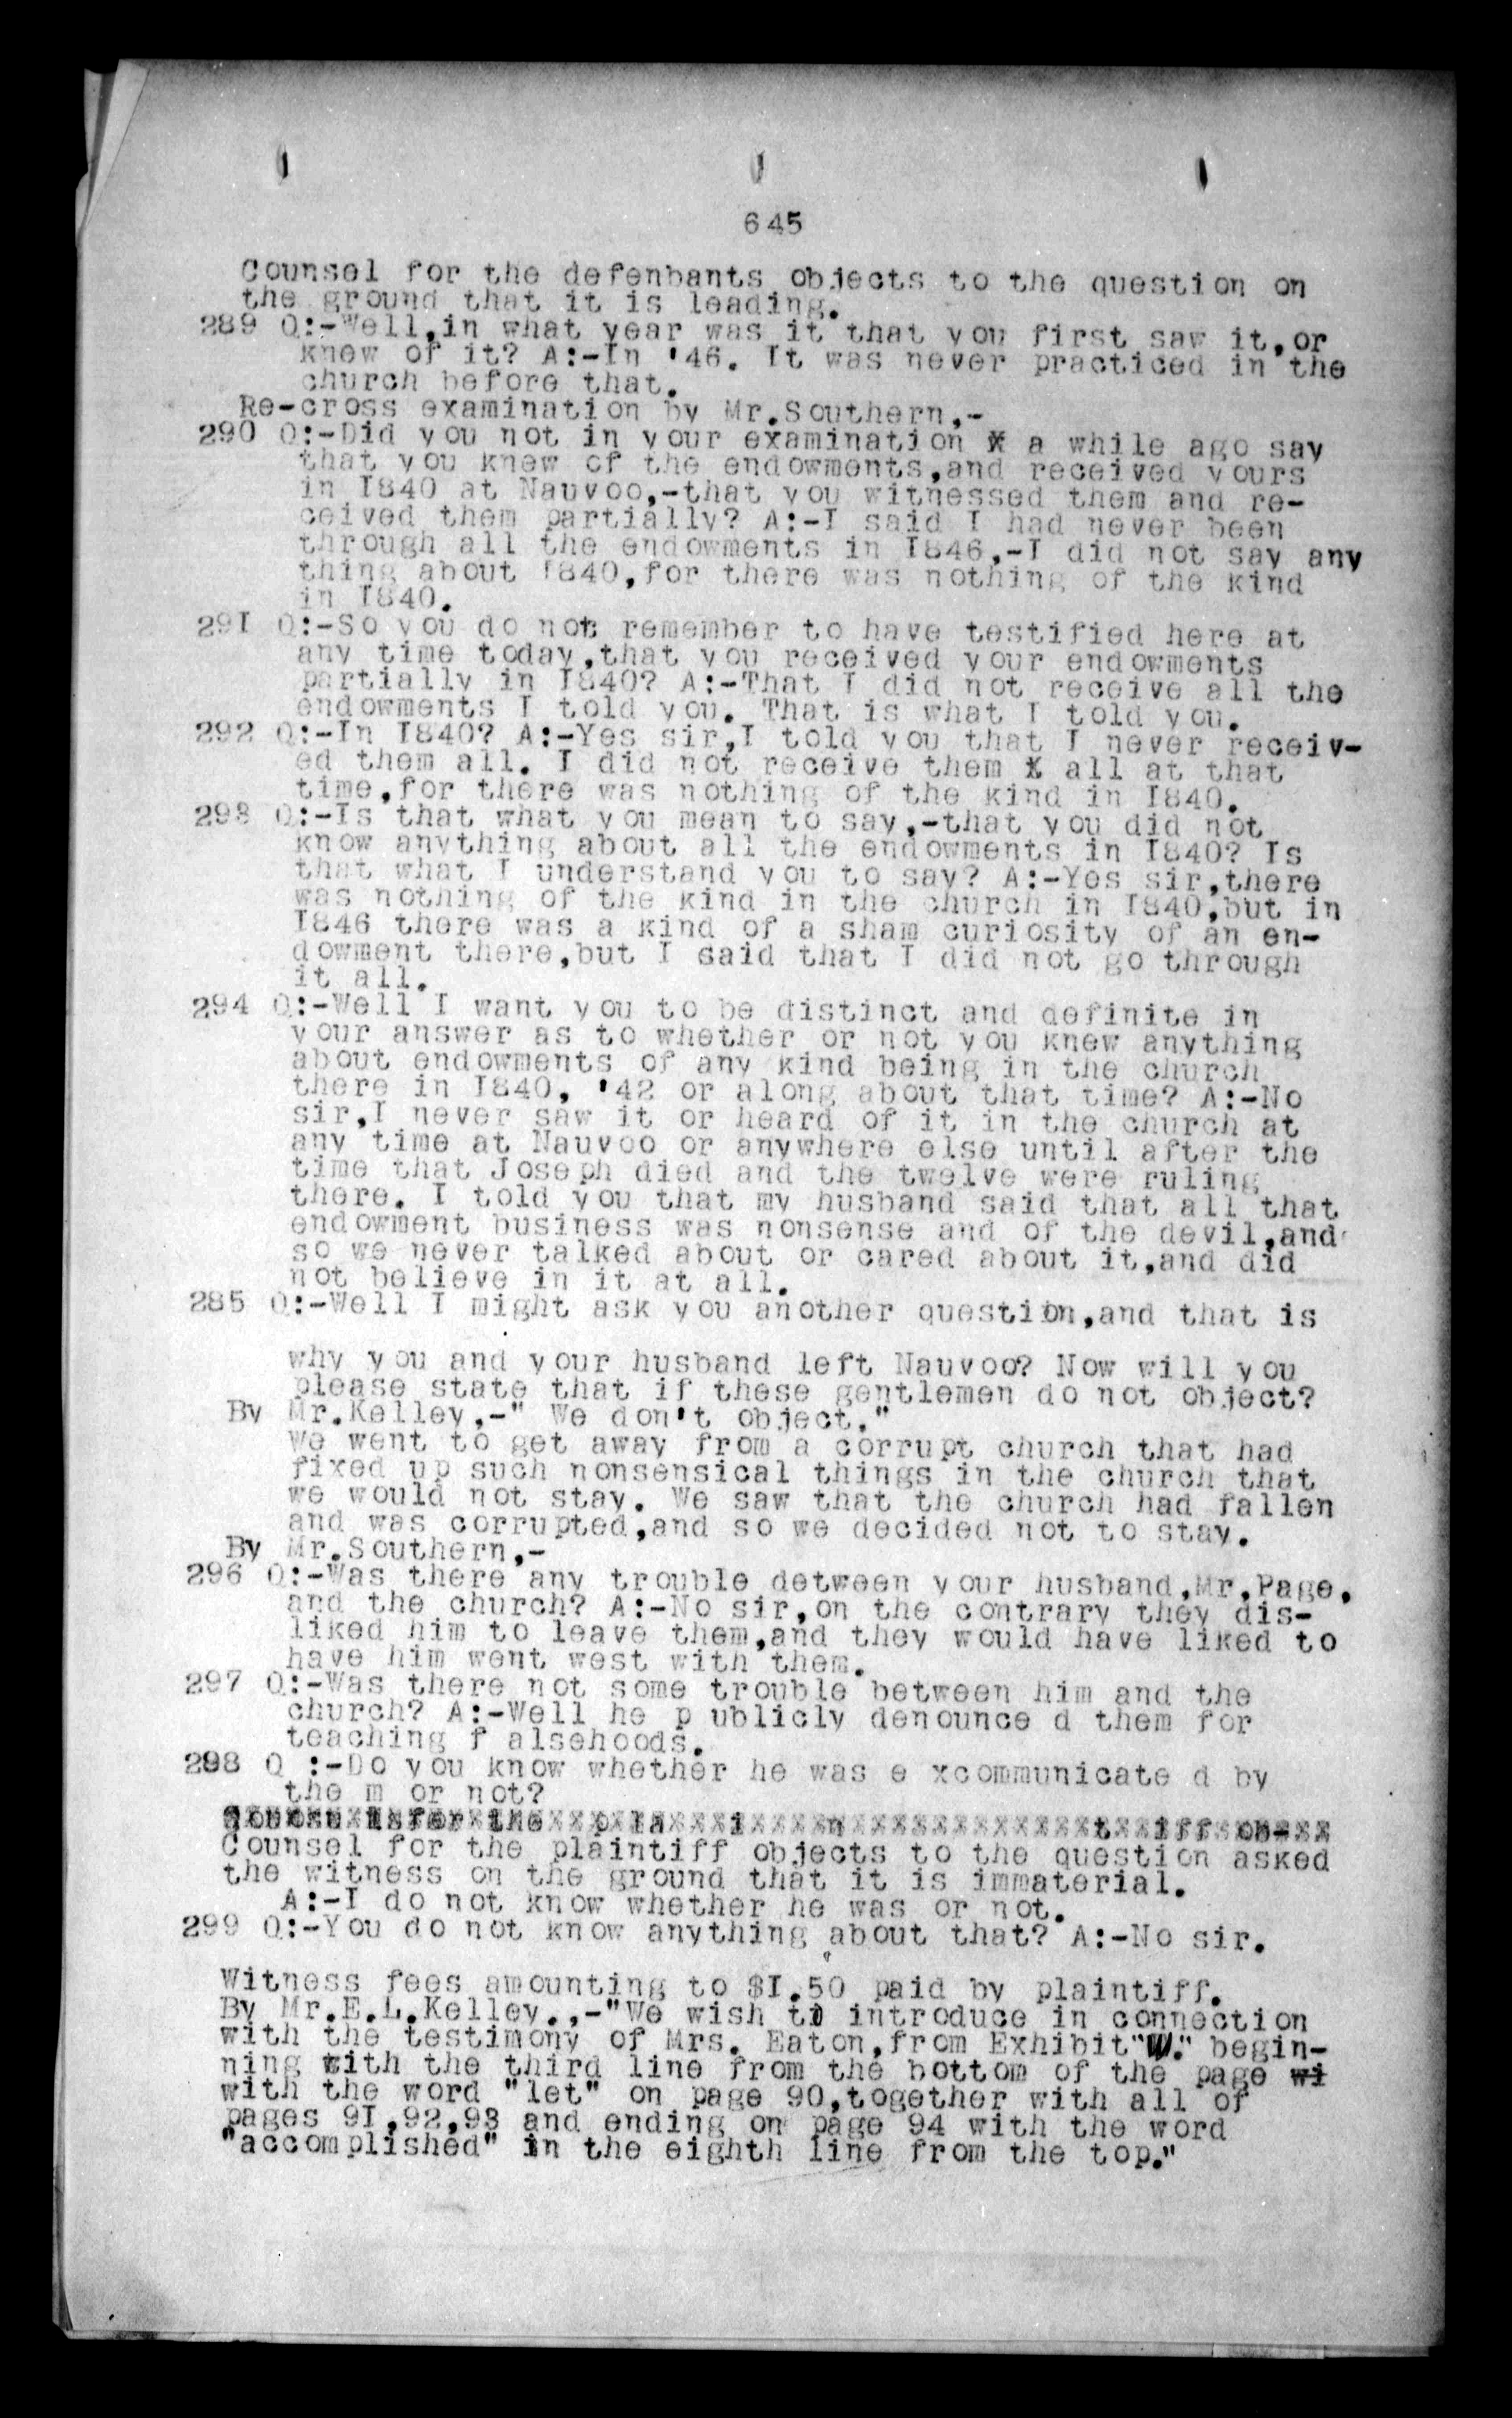 645
Counsel for the defenbants objects to the question on
the ground that it is leading.
289 Q:-Well,in what year was it that you first saw it,or
knew of it? A:-In '46. It was never practiced in the
church before that.
Re-cross examination by Mr.Southern,-
290 Q:-Did you not in your examination x a while ago say
that you knew of the endowments,and received yours
in I840 at Nauvoo,-that you witnessed them and re-
ceived them partially? A:-I said I had never been
through all the endowments in I846,-I did not say any
thing about I840,for there was nothing of the kind
in I840.
29I Q:-So you do not remember to have testified here at
any time today,that you received your endowments
partially in I840? A:-That I did not receive all the
endowments I told you. That is what I told you.
292 Q:-In I840? A:-Yes sir,I told you that I never receiv-
ed them all. I did not receive them x all at that
time,for there was nothing of the kind in I840.
293 Q:-Is that what you mean to say,-that you did not
know anything about all the endowments in I840? Is
that what I understand you to say? A:-Yes sir,there
was nothing of the kind in the church in I840,but in
I846 there was a kind of a sham curiosity of an en-
dowment there,but I said that I did not go through
it all.
294 Q:-Well I want you to be distinct and definite in
your answer as to whether or not you knew anything
about endowments of any kind being in the church
there in I840, '42 or along about that time? A:-No
sir,I never saw it or heard of it in the church at
any time at Nauvoo or anywhere else until after the
time that Joseph died and the twelve were ruling
there. I told you that my husband said that all that
endowment business was nonsense and of the devil,and
so we never talked about or cared about it,and did
not believe in it at all.
285 Q:-Well I might ask you another question,and that is
why you and your husband left Nauvoo? Now will you
please state that if these gentlemen do not object?
By Mr.Kelley,-" We don't object."
We went to get away from a corrupt church that had
fixed up such nonsensical things in the church that
we would not stay. We saw that the church had fallen
and was corrupted,and so we decided not to stay.
By Mr.Southern,-
296 Q:-Was there any trouble detween your husband,Mr.Page,
and the church? A:-No sir,on the contrary they dis-
liked him to leave them,and they would have liked to
have him went west with them.
297 Q:-Was there not some trouble between him and the
church? A:-Well he p ublicly denounce d them for
teaching f alsehoods.
298 Q :-Do you know whether he was e xcommunicate d by
the m or not?
Counsel for the plaintiff objects to the question asked
the witness on the ground that it is immaterial.
A:-I do not know whether he was or not.
299 Q:-You do not know anything about that? A:-No sir.
Witness fees amounting to $I.50 paid by plaintiff.
By Mr.E.L.Kelley.,-"We wish to introduce in connection
with the testimony of Mrs. Eaton,from Exhibit"W." begin-
ning with the third line from the bottom of the page wi
with the word "let" on page 90,together with all of
pages 9I,92,93 and ending on page 94 with the word
"accomplished" in the eighth line from the top."